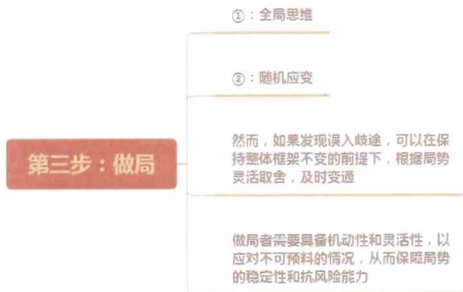 ①：全局思维
②：随机应变
第三步：做局
然而，如果发现误入歧途，可以在保
持整体框架不变的前提下，根据局势
灵活取舍，及时变通
做局者需要具备机动性和灵活性，以
应对不可预料的情况，从而保障局势
的稳定性和抗风险能力